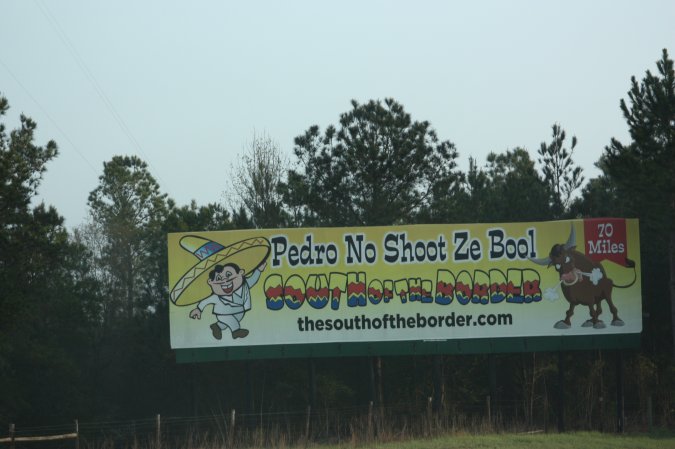 Pedro No Shoot Ze Bool
70
Miles
SOUTH OF THE BORDER
thesouthoftheborder.com